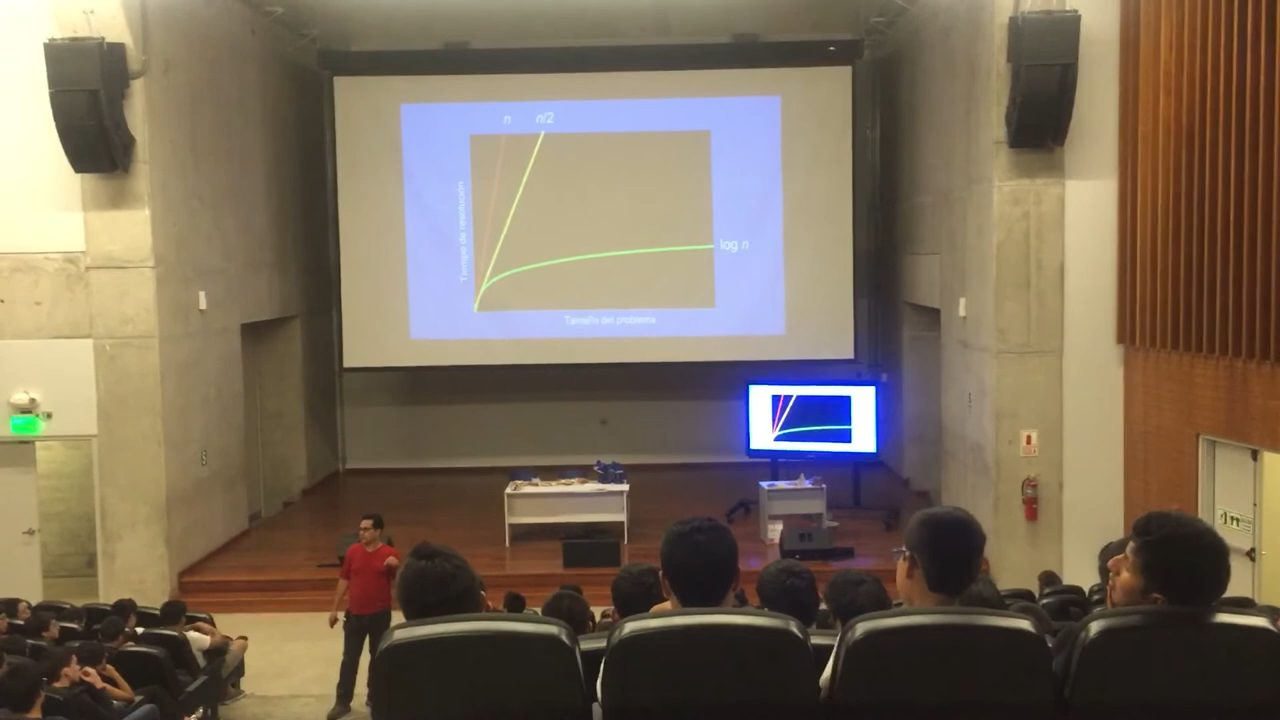 n n/2
Tiempo de resolución
log n
Tamaño del problema